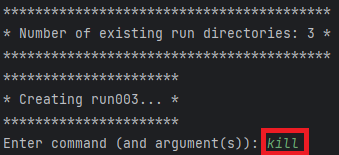 *****************************************
* Number of existing run directories: 3 *
*****************************************
**********************
* Creating run003... *
**********************
Enter command (and argument(s)): kill